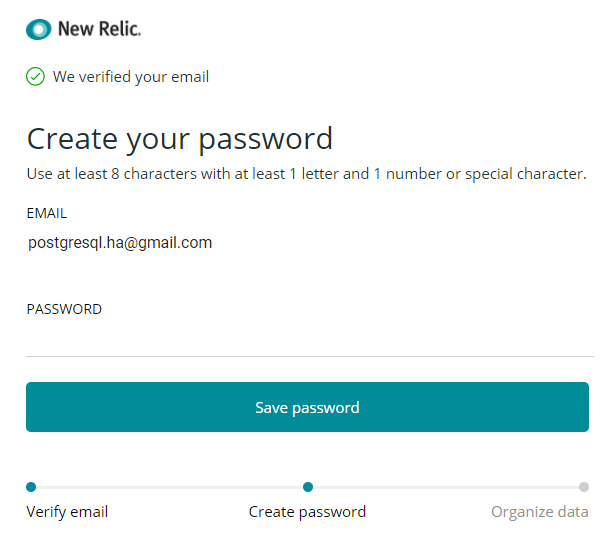 New Relic.
We verified your email
Create your password
Use at least 8 characters with at least 1 letter and 1 number or special character.
EMAIL
postgresql.ha@gmail.com
PASSWORD
Save password
Verify email Create password Organize data